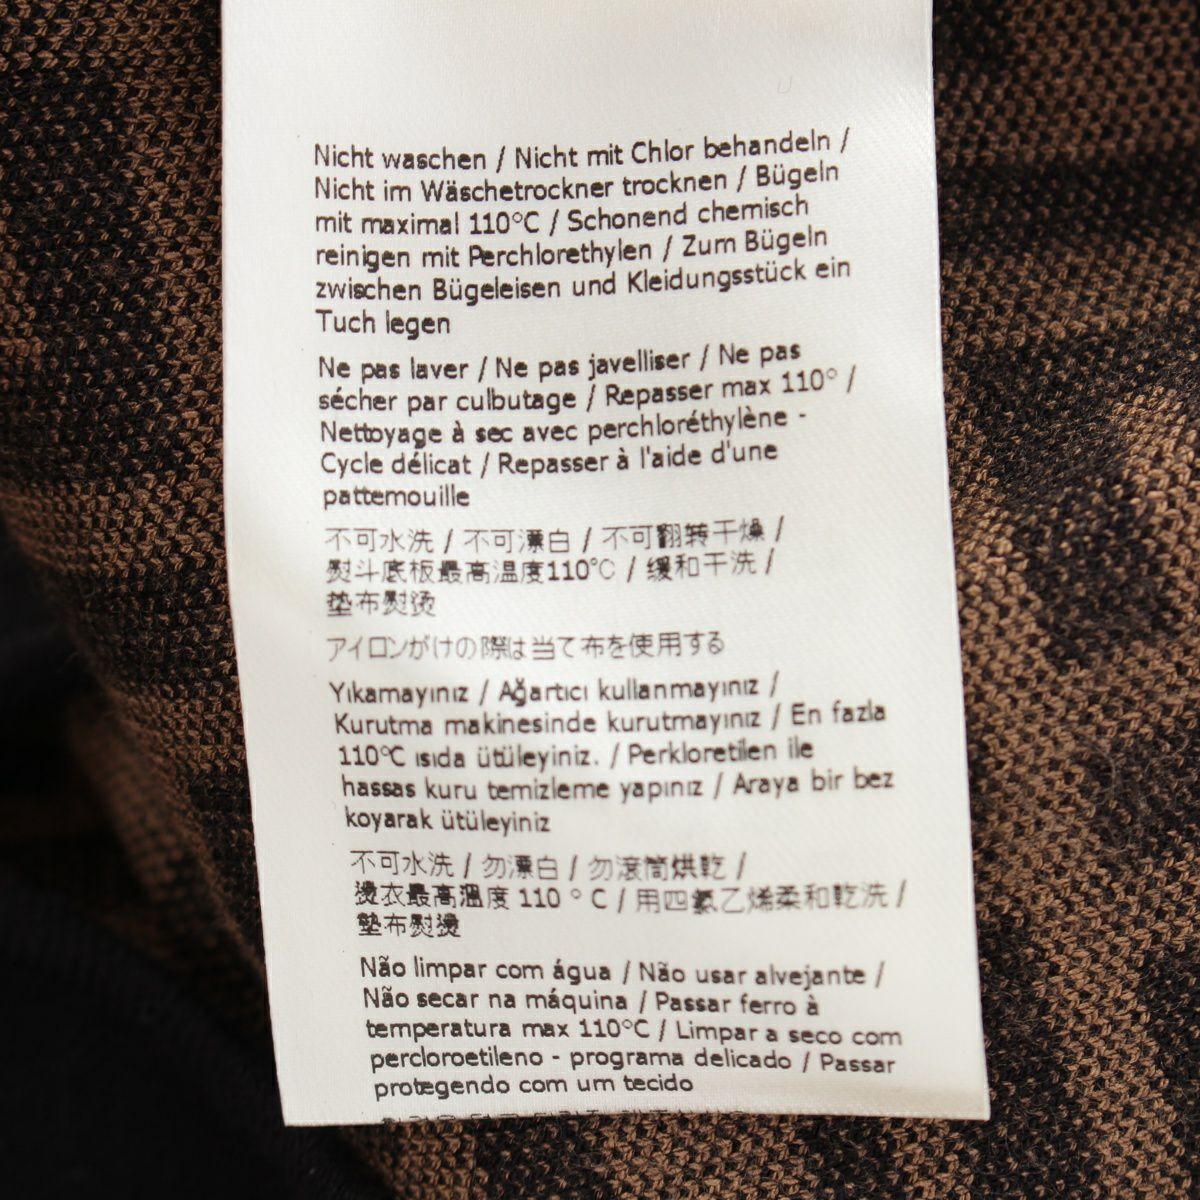 Nicht waschen / Nicht mit Chlor behandeln /
Nicht im Wäschetrockner trocknen / Bügeln
mit maximal 110°C / Schonend chemisch
reinigen mit Perchlorethylen / Zum Bügeln
zwischen Bügeleisen und Kleidungsstück ein
Tuch legen
Ne pas laver / Ne pas javelliser / Ne pas
sécher par culbutage / Repasser max 110° /
Nettoyage à sec avec perchloréthylène -
Cycle délicat / Repasser à l'aide d'une
pattemouille
不可水洗 / 不可漂白 / 不可翻转干燥 /
熨斗底板最高温度110°C / 缓和干洗 /
垫布熨烫
アイロンがけの際は当て布を使用する
Yıkamayınız / Ağartıcı kullanmayınız /
Kurutma makinesinde kurutmayınız / En fazla
110°C ısıda ütüleyiniz. / Perkloretilen ile
hassas kuru temizleme yapınız / Araya bir bez
koyarak ütüleyiniz
不可水洗 / 勿漂白 / 勿滾筒烘乾 /
燙衣最高溫度 110 ° C / 用四氯乙烯柔和乾洗 /
墊布熨燙
Não limpar com água / Não usar alvejante /
Não secar na máquina / Passar ferro à
temperatura max 110°C / Limpar a seco com
percloroetileno - programa delicado / Passar
protegendo com um tecido